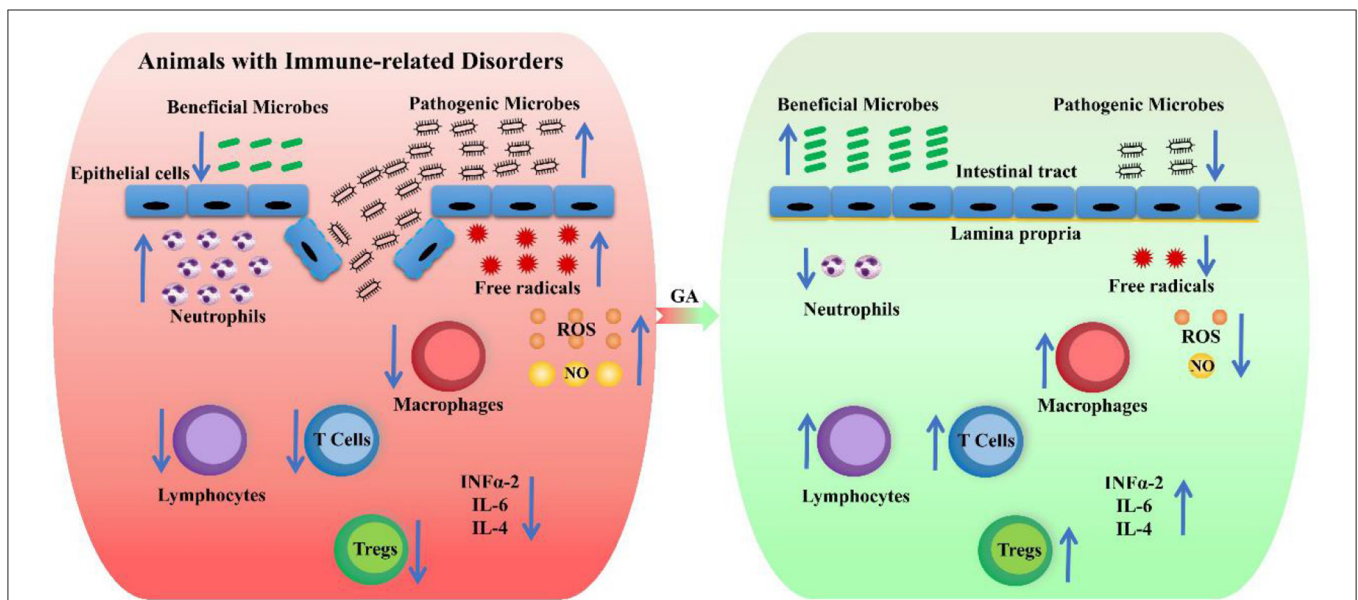 Animals with Immune-related Disorders
Beneficial Microbes
Pathogenic Microbes
Epithelial cells
Neutrophils
Free radicals
ROS
NO
Macrophages
T Cells
Lymphocytes
INFα-2
IL-6
IL-4
Tregs
GA
Beneficial Microbes
Pathogenic Microbes
Intestinal tract
Lamina propria
Neutrophils
Free radicals
ROS
NO
Macrophages
T Cells
Lymphocytes
INFα-2
IL-6
IL-4
Tregs